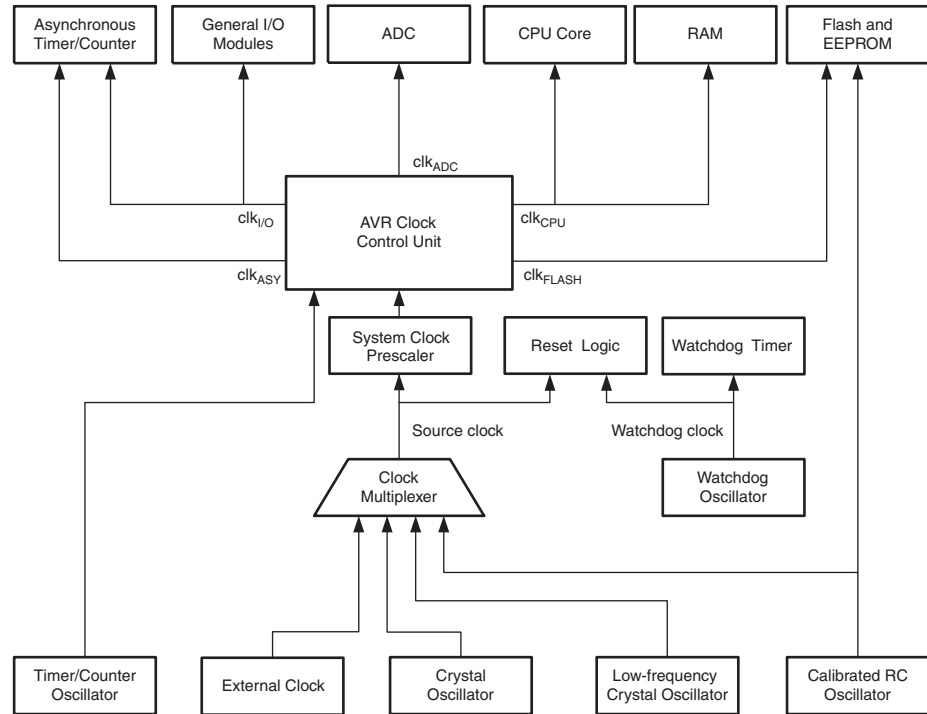 Asynchronous
Timer/Counter
General I/O
Modules
ADC
CPU Core
RAM
Flash and
EEPROM
clkADC
clkI/O
AVR Clock
Control Unit
clkCPU
clkASY
clkFLASH
System Clock
Prescaler
Reset Logic
Watchdog Timer
Source clock
Watchdog clock
Clock
Multiplexer
Watchdog
Oscillator
Timer/Counter
Oscillator
External Clock
Crystal
Oscillator
Low-frequency
Crystal Oscillator
Calibrated RC
Oscillator